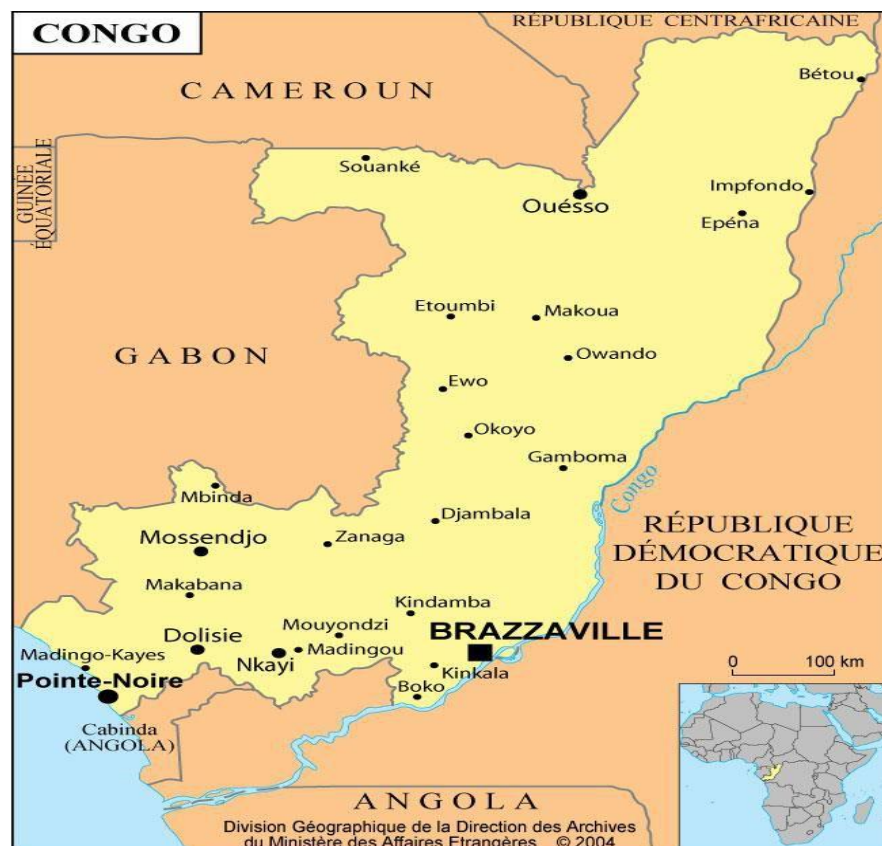 CONGO
RÉPUBLIQUE CENTRAFRICAINE
Bétou
CAMEROUN
GUINÉE
ÉQUATORIALE
Souanké
Ouésso
Impfondo
Epéna
Etoumbi
Makoua
GABON
Owando
Ewo
Okoyo
Gamboma
Mbinda
Congo
Djambala
Mossendjo
Zanaga
RÉPUBLIQUE
DÉMOCRATIQUE
DU CONGO
Makabana
Kindamba
Mouyondzi
BRAZZAVILLE
Dolisie
Madingou
Madingo-Kayes
Nkayi
Kinkala
0 100 km
Pointe-Noire
Boko
Cabinda
(ANGOLA)
ANGOLA
Division Géographique de la Direction des Archives
du Ministère des Affaires Etrangères © 2004